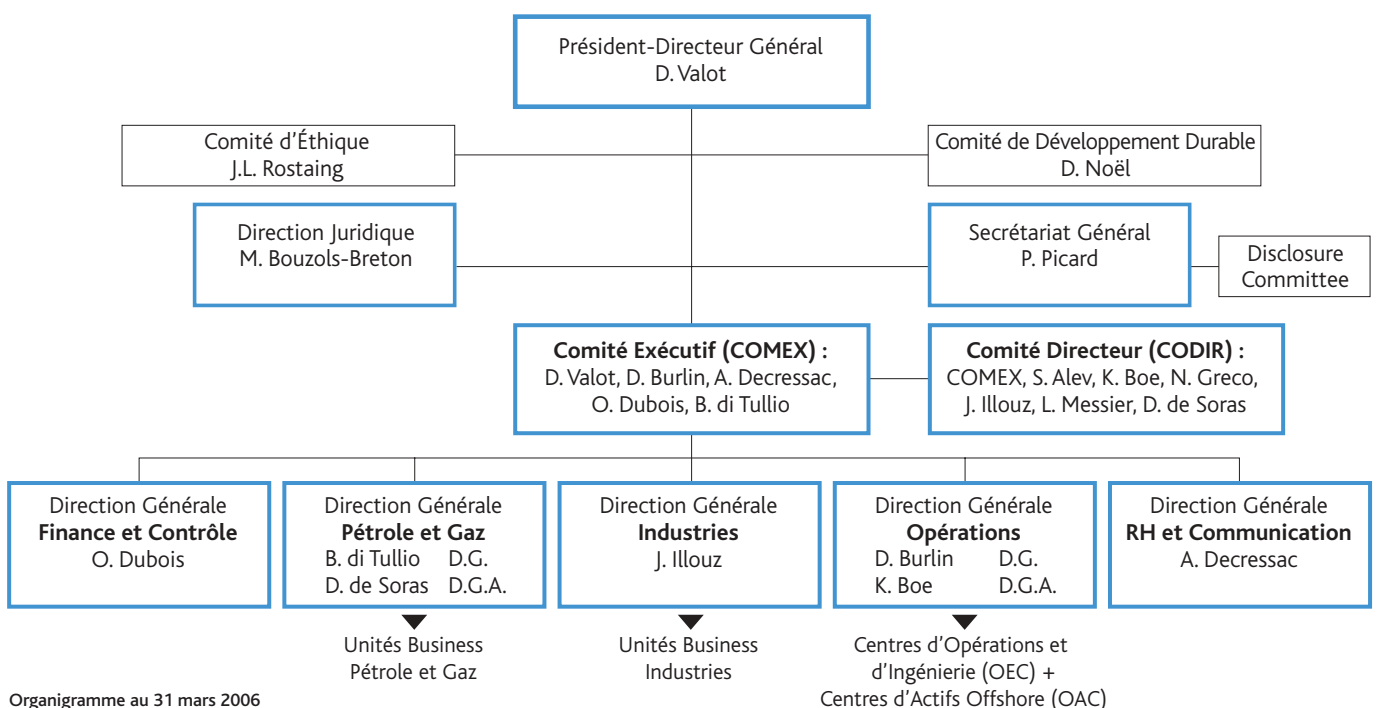 Président-Directeur Général
D. Valot
Comité d'Éthique
J.L. Rostaing
Comité de Développement Durable
D. Noël
Direction Juridique
M. Bouzols-Breton
Secrétariat Général
P. Picard
Disclosure
Committee
Comité Exécutif (COMEX) :
D. Valot, D. Burlin, A. Decressac,
O. Dubois, B. di Tullio
Comité Directeur (CODIR) :
COMEX, S. Alev, K. Boe, N. Greco,
J. Illouz, L. Messier, D. de Soras
Direction Générale
Finance et Contrôle
O. Dubois
Direction Générale
Pétrole et Gaz
B. di Tullio D.G.
D. de Soras D.G.A.
Direction Générale
Industries
J. Illouz
Direction Générale
Opérations
D. Burlin D.G.
K. Boe D.G.A.
Direction Générale
RH et Communication
A. Decressac
Unités Business
Pétrole et Gaz
Unités Business
Industries
Centres d'Opérations et
d'Ingénierie (OEC) +
Centres d'Actifs Offshore (OAC)
Organigramme au 31 mars 2006